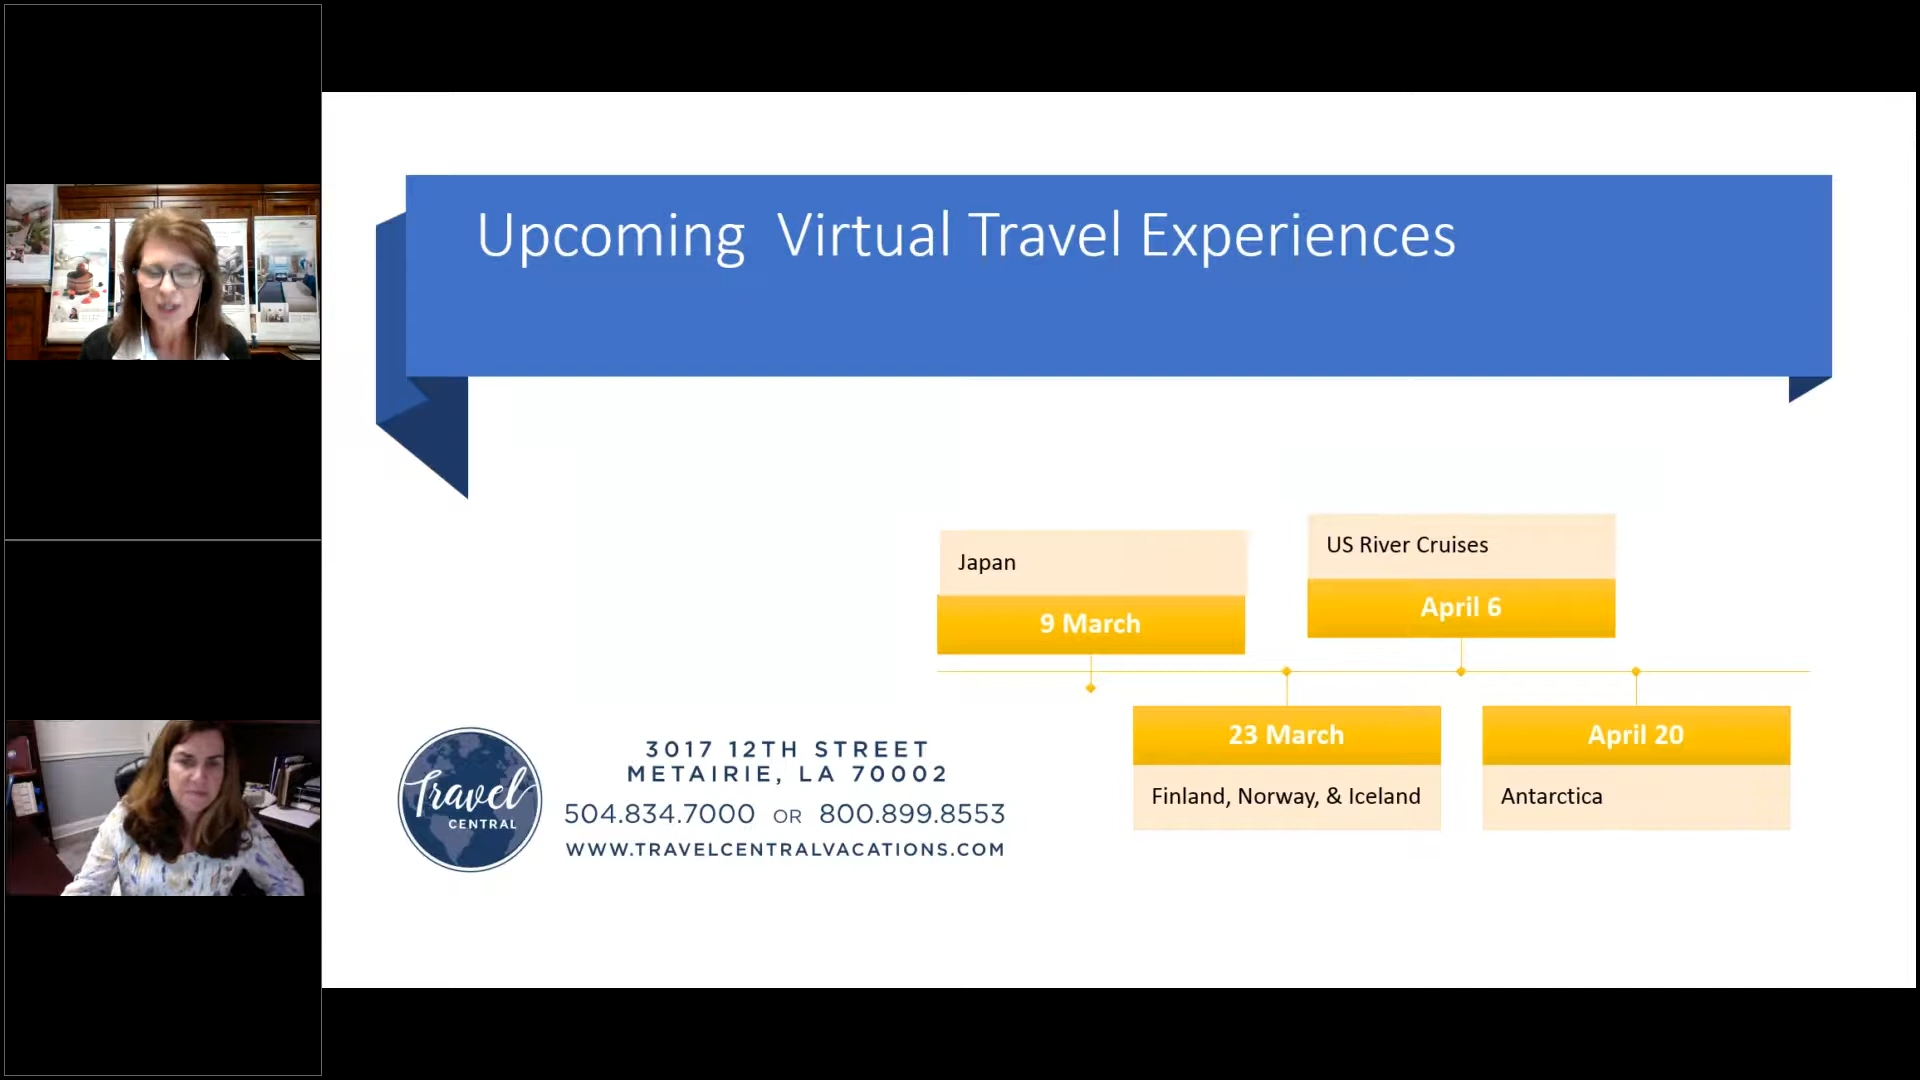 Upcoming  Virtual Travel Experiences
Japan
9 March
US River Cruises
April 6
23 March
Finland, Norway, & Iceland
April 20
Antarctica
Travel
CENTRAL
3017 12TH STREET
METAIRIE, LA 70002
504.834.7000 OR 800.899.8553
WWW.TRAVELCENTRALVACATIONS.COM